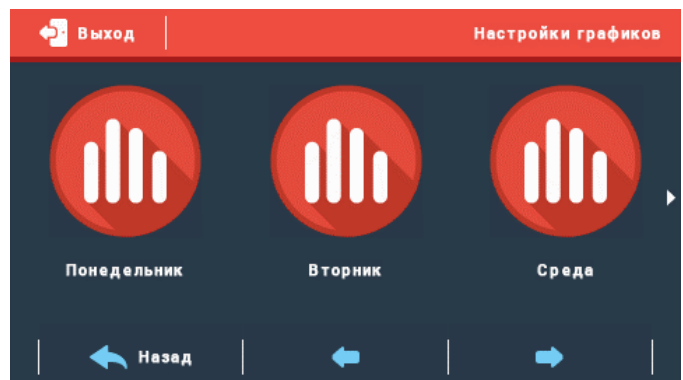 Выход
Настройки графиков
Понедельник
Вторник
Среда
Назад